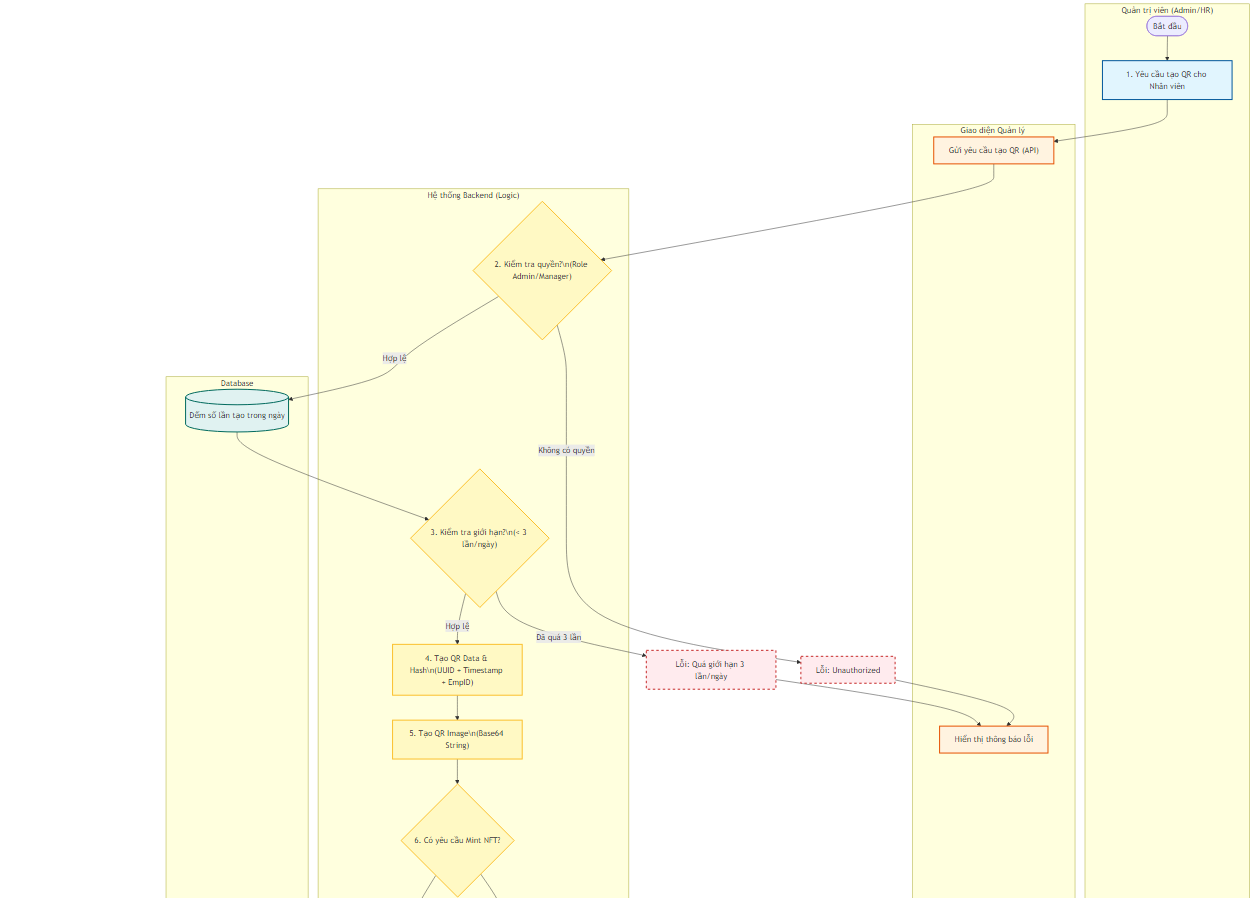 Quản trị viên (Admin/HR)
Bắt đầu
1. Yêu cầu tạo QR cho
Nhân viên
Giao diện Quản lý
Gửi yêu cầu tạo QR (API)
Hệ thống Backend (Logic)
2. Kiểm tra quyền?\n(Role
Admin/Manager)
Hợp lệ
Database
Đếm số lần tạo trong ngày
Không có quyền
3. Kiểm tra giới hạn?\n(< 3
lần/ngày)
Hợp lệ
Đã quá 3 lần
4. Tạo QR Data &
Hash\n(UUID + Timestamp
+ EmpID)
Lỗi: Quá giới hạn 3
lần/ngày
Lỗi: Unauthorized
5. Tạo QR Image\n(Base64
String)
Hiển thị thông báo lỗi
6. Có yêu cầu Mint NFT?